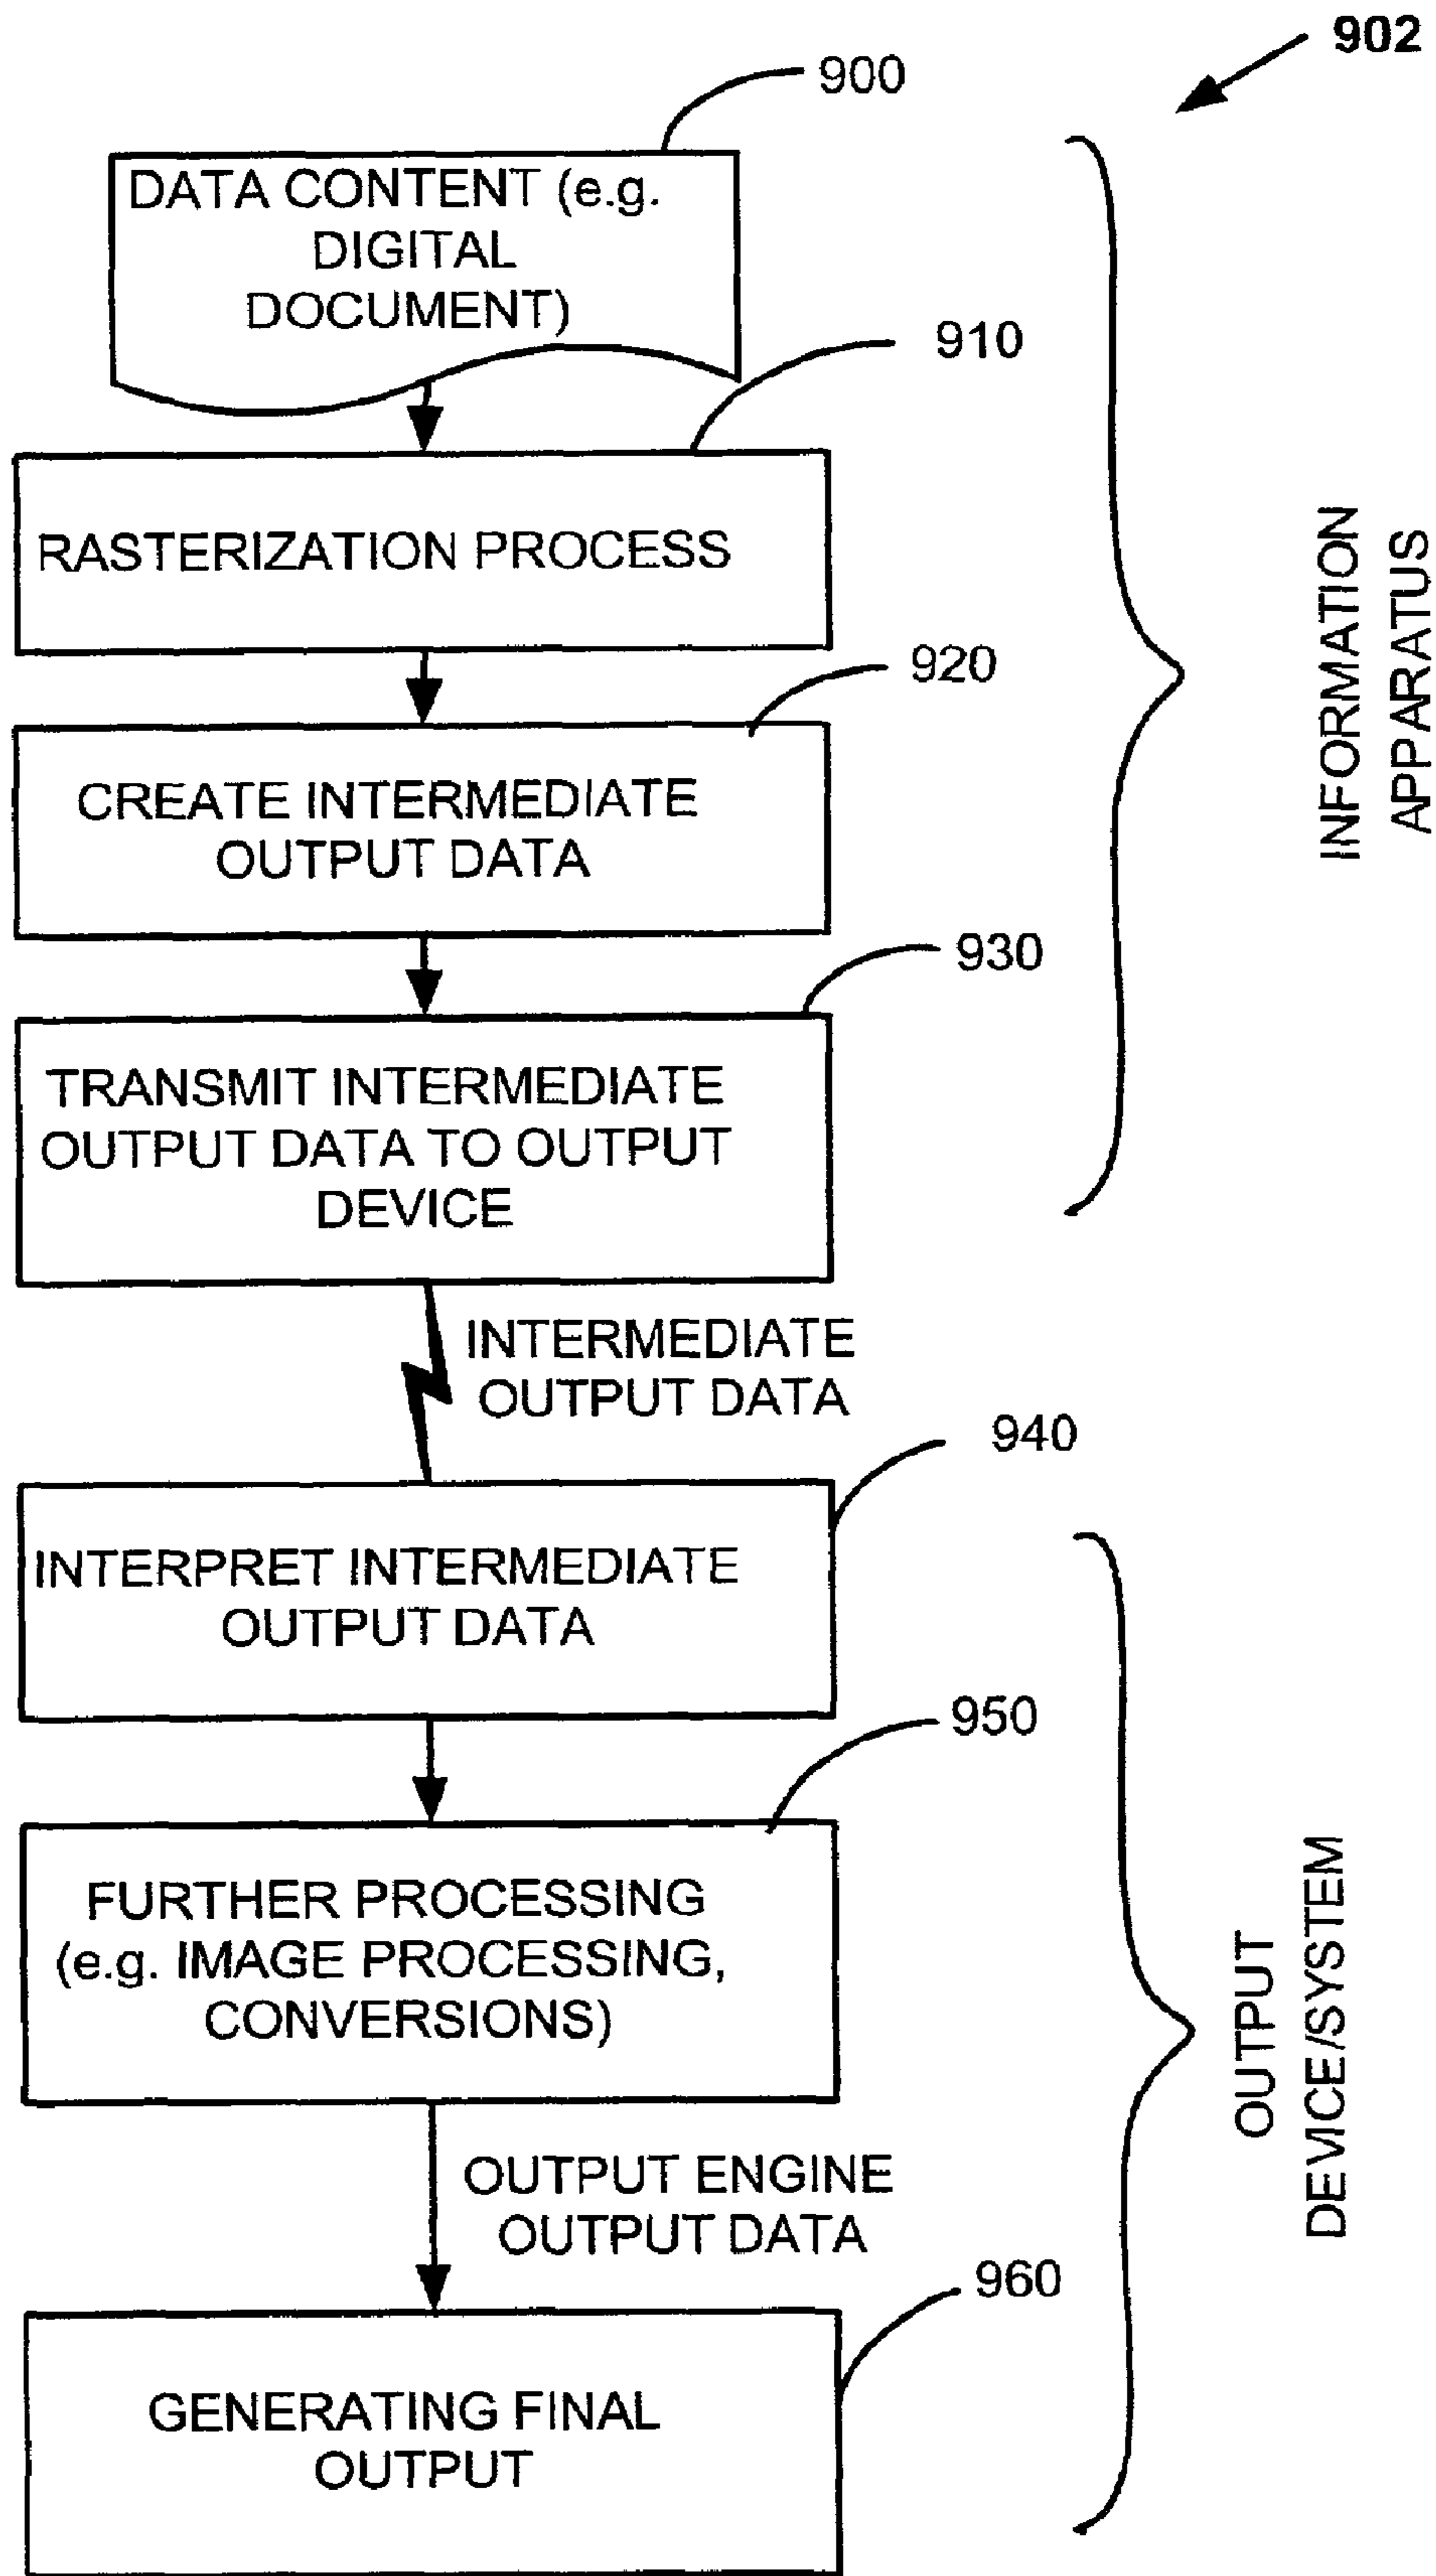 902
900
DATA CONTENT (e.g.
DIGITAL
DOCUMENT)
910
RASTERIZATION PROCESS
920
CREATE INTERMEDIATE
OUTPUT DATA
930
TRANSMIT INTERMEDIATE
OUTPUT DATA TO OUTPUT
DEVICE
INFORMATION
APPARATUS
INTERMEDIATE
OUTPUT DATA
940
INTERPRET INTERMEDIATE
OUTPUT DATA
950
FURTHER PROCESSING
(e.g. IMAGE PROCESSING,
CONVERSIONS)
OUTPUT ENGINE
OUTPUT DATA
960
GENERATING FINAL
OUTPUT
OUTPUT
DEVICE/SYSTEM